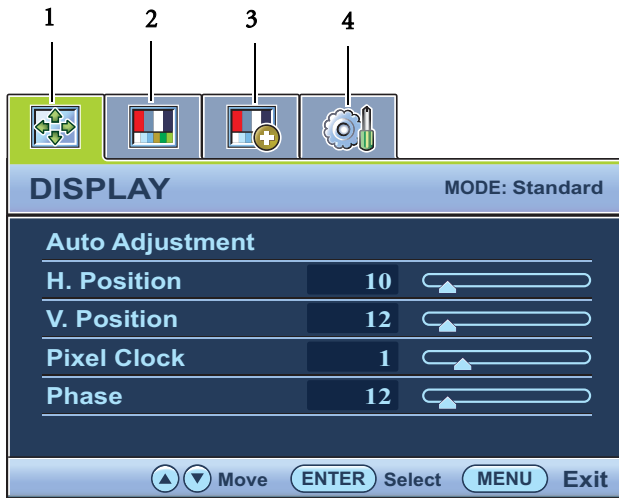 1 2 3 4
DISPLAY MODE: Standard
Auto Adjustment
H. Position 10
V. Position 12
Pixel Clock 1
Phase 12
Move ENTER Select MENU Exit